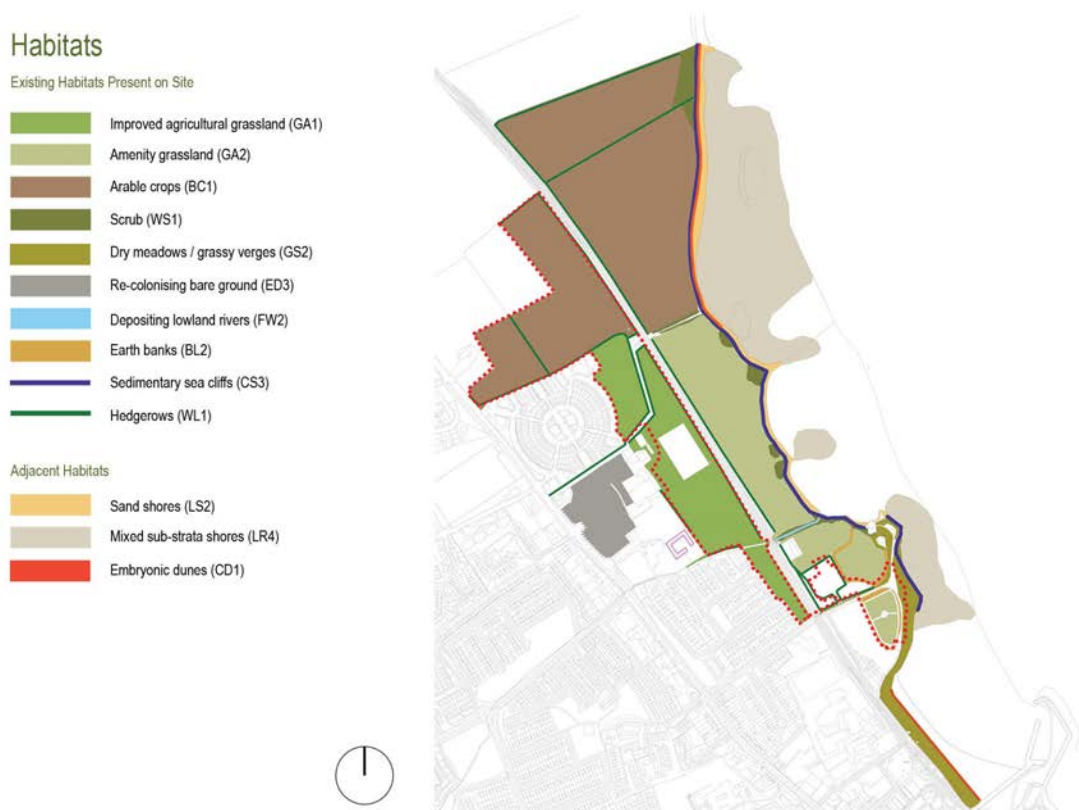 Habitats
Existing Habitats Present on Site
Improved agricultural grassland (GA1)
Amenity grassland (GA2)
Arable crops (BC1)
Scrub (WS1)
Dry meadows / grassy verges (GS2)
Re-colonising bare ground (ED3)
Depositing lowland rivers (FW2)
Earth banks (BL2)
Sedimentary sea cliffs (CS3)
Hedgerows (WL1)
Adjacent Habitats
Sand shores (LS2)
Mixed sub-strata shores (LR4)
Embryonic dunes (CD1)